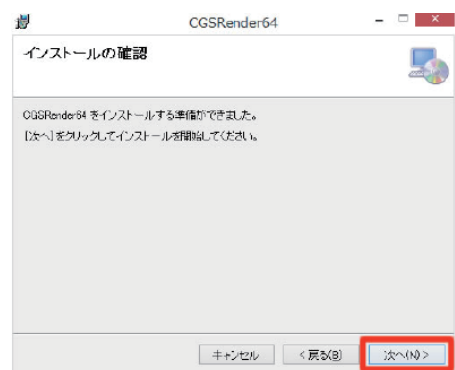 CGSRender64
インストールの確認
CGSRender64 をインストールする準備ができました。
[次へ] をクリックしてインストールを開始してください。
キャンセル
< 戻る(B)
次へ(N) >